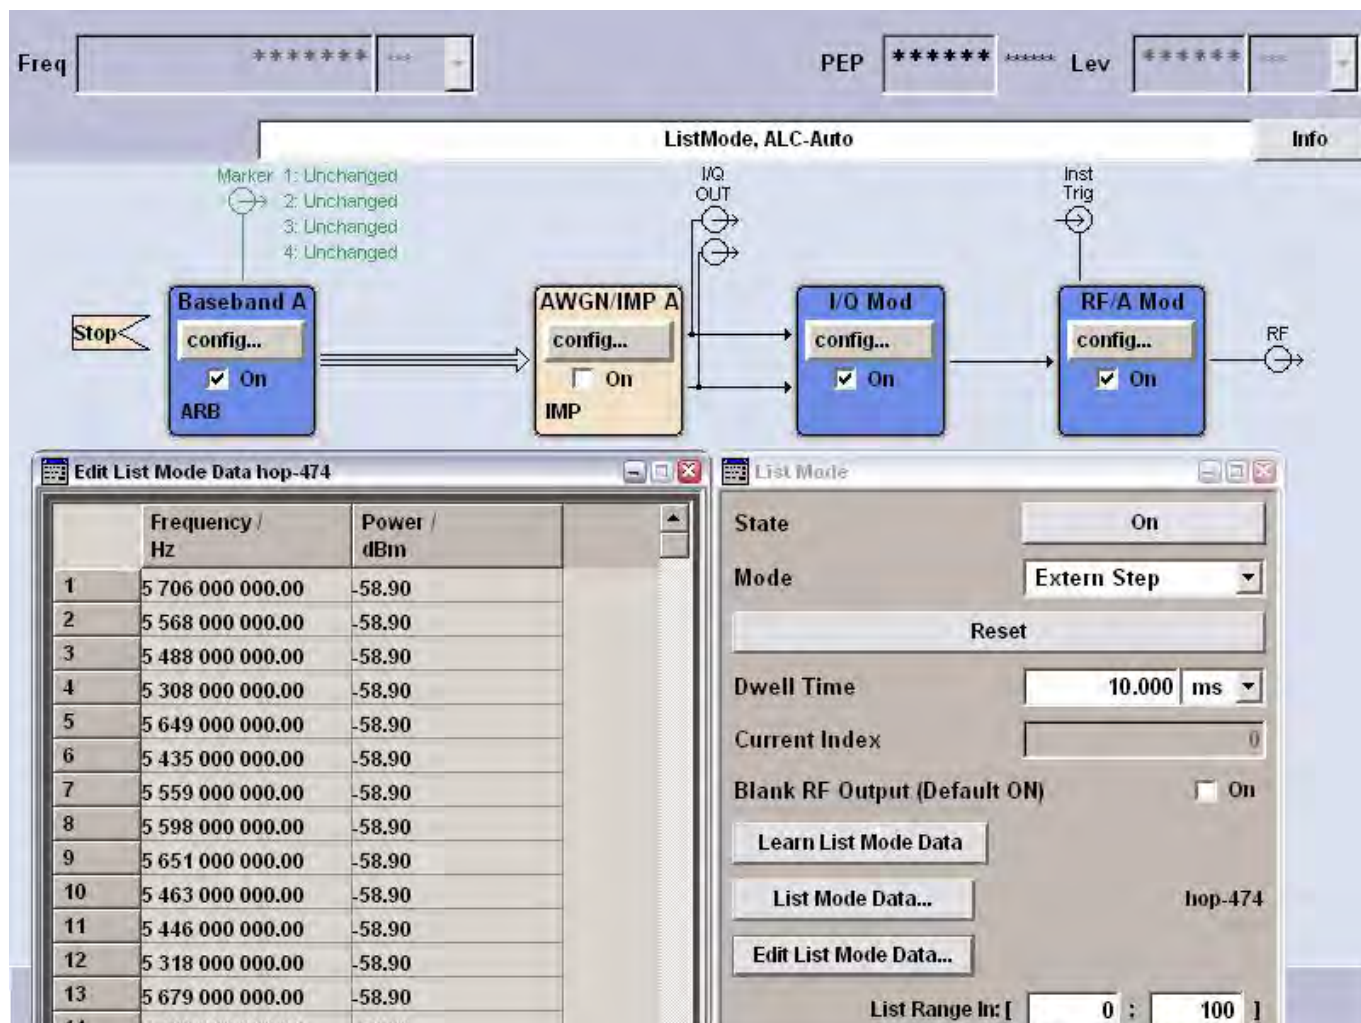 Freq ******* --- PEP ****** ***** Lev ****** ---
ListMode, ALC-Auto Info
Marker 1: Unchanged
2: Unchanged
3: Unchanged
4: Unchanged
I/Q
OUT
Inst
Trig
Stop
Baseband A
config...
On
ARB
AWGN/IMP A
config...
On
IMP
I/Q Mod
config...
On
RF/A Mod
config...
On
RF
Edit List Mode Data hop-474
Frequency / Hz Power / dBm
1 5 706 000 000.00 -58.90
2 5 568 000 000.00 -58.90
3 5 488 000 000.00 -58.90
4 5 308 000 000.00 -58.90
5 5 649 000 000.00 -58.90
6 5 435 000 000.00 -58.90
7 5 559 000 000.00 -58.90
8 5 598 000 000.00 -58.90
9 5 651 000 000.00 -58.90
10 5 463 000 000.00 -58.90
11 5 446 000 000.00 -58.90
12 5 318 000 000.00 -58.90
13 5 679 000 000.00 -58.90
List Mode
State On
Mode Extern Step
Reset
Dwell Time 10.000 ms
Current Index 0
Blank RF Output (Default ON) On
Learn List Mode Data
List Mode Data... hop-474
Edit List Mode Data...
List Range In: [ 0 : 100 ]